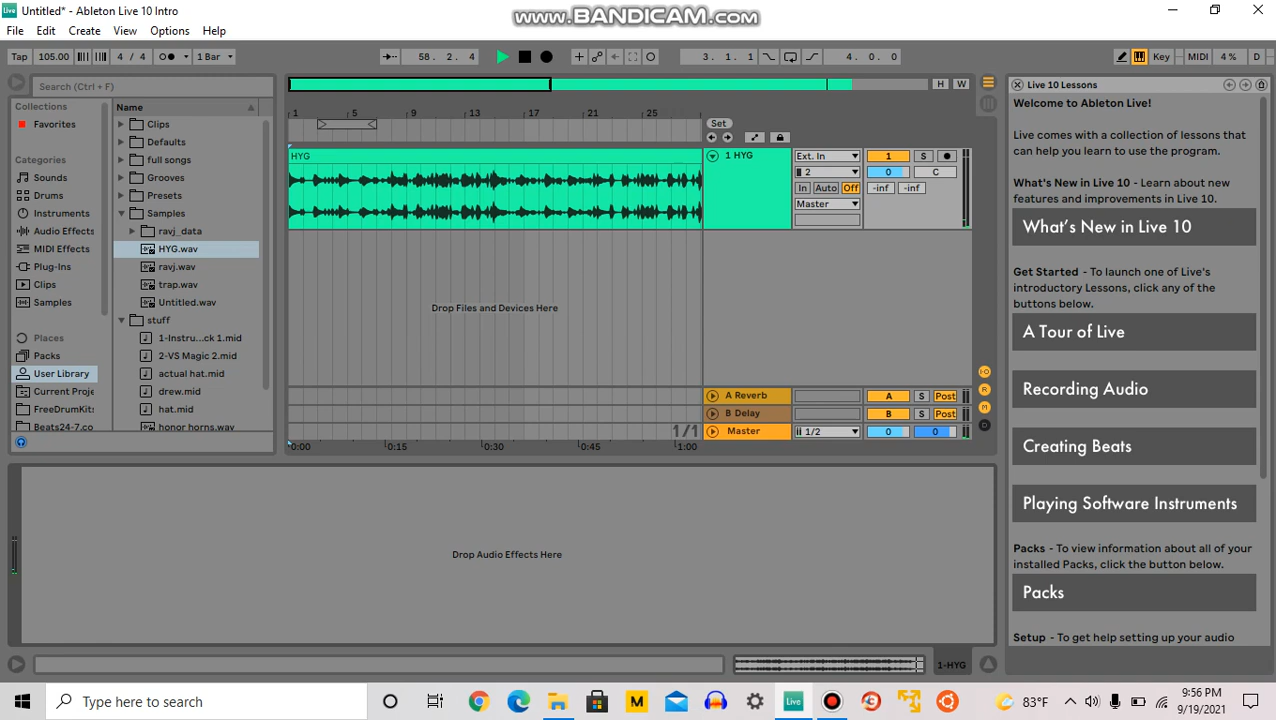 Untitled* - Ableton Live 10 Intro
www.BANDICAM.com
File Edit Create View Options Help
Tap 105.00 4 / 4 1 Bar 58. 2. 4 3. 1. 1 4. 0. 0 Key MIDI 4 % D
Search (Ctrl + F)
Collections
Favorites
Categories
Sounds
Drums
Instruments
Audio Effects
MIDI Effects
Plug-Ins
Clips
Samples
Places
Packs
User Library
Current Proje
FreeDrumKits
Beats24-7.co
Name
Clips
Defaults
full songs
Grooves
Presets
Samples
ravj_data
HYG.wav
ravj.wav
trap.wav
Untitled.wav
stuff
1-Instru...ck 1.mid
2-VS Magic 2.mid
actual hat.mid
drew.mid
hat.mid
honor horns.wav
H W
1 5 9 13 17 21 25
Set
HYG
1 HYG
Ext. In
2
In Auto Off
Master
1 S
0 C
-inf -inf
Drop Files and Devices Here
A Reverb A S Post
B Delay B S Post
1/1 Master 1/2 0 0
0:00 0:15 0:30 0:45 1:00
Drop Audio Effects Here
1-HYG
Live 10 Lessons
Welcome to Ableton Live!
Live comes with a collection of lessons that
can help you learn to use the program.
What's New in Live 10 - Learn about new
features and improvements in Live 10.
What's New in Live 10
Get Started - To launch one of Live's
introductory Lessons, click any of the
buttons below.
A Tour of Live
Recording Audio
Creating Beats
Playing Software Instruments
Packs - To view information about all of your
installed Packs, click the button below.
Packs
Setup - To get help setting up your audio
Type here to search
Live
83°F
9:56 PM
9/19/2021